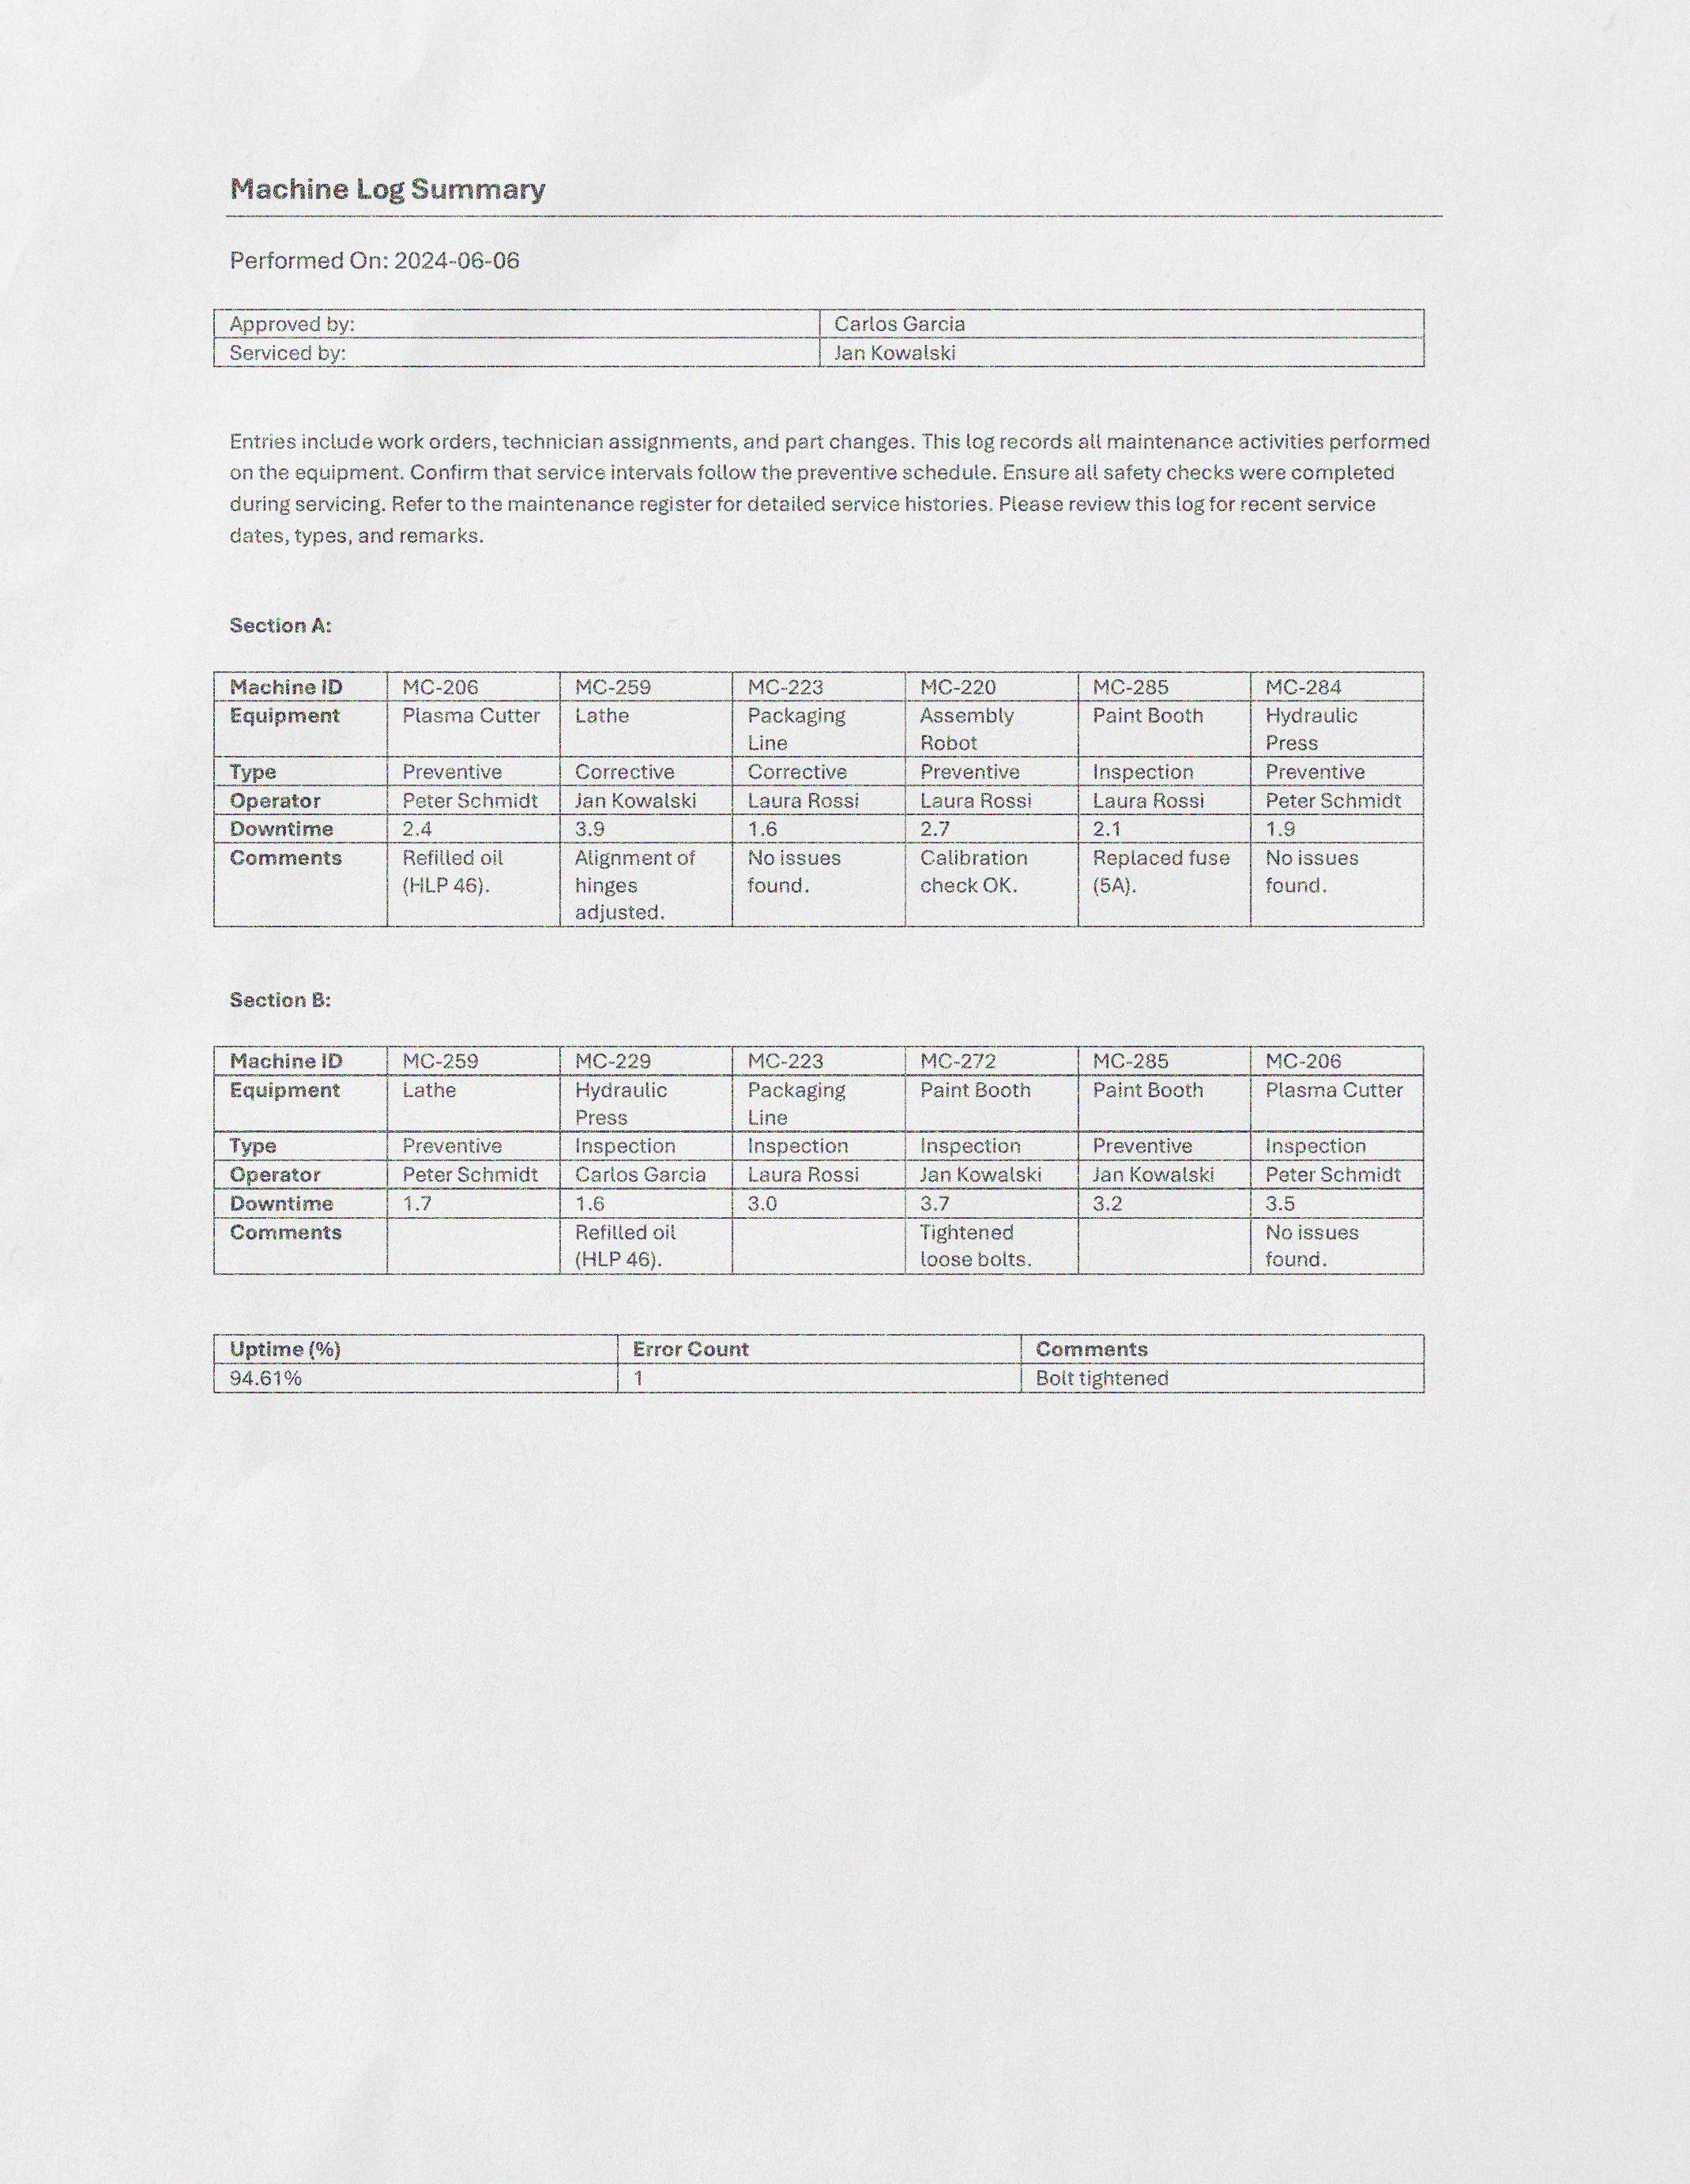 Machine Log Summary
Performed On: 2024-06-06
Approved by: Carlos Garcia
Serviced by: Jan Kowalski
Entries include work orders, technician assignments, and part changes. This log records all maintenance activities performed
on the equipment. Confirm that service intervals follow the preventive schedule. Ensure all safety checks were completed
during servicing. Refer to the maintenance register for detailed service histories. Please review this log for recent service
dates, types, and remarks.
Section A:
Machine ID MC-206 MC-259 MC-223 MC-220 MC-285 MC-284
Equipment Plasma Cutter Lathe Packaging Assembly Paint Booth Hydraulic
Line Robot Press
Type Preventive Corrective Corrective Preventive Inspection Preventive
Operator Peter Schmidt Jan Kowalski Laura Rossi Laura Rossi Laura Rossi Peter Schmidt
Downtime 2.4 3.9 1.6 2.7 2.1 1.9
Comments Refilled oil Alignment of No issues Calibration Replaced fuse No issues
(HLP 46). hinges found. check OK. (5A). found.
adjusted.
Section B:
Machine ID MC-259 MC-229 MC-223 MC-272 MC-285 MC-206
Equipment Lathe Hydraulic Packaging Paint Booth Paint Booth Plasma Cutter
Press Line
Type Preventive Inspection Inspection Inspection Preventive Inspection
Operator Peter Schmidt Carlos Garcia Laura Rossi Jan Kowalski Jan Kowalski Peter Schmidt
Downtime 1.7 1.6 3.0 3.7 3.2 3.5
Comments Refilled oil Tightened No issues
(HLP 46). loose bolts. found.
Uptime (%) Error Count Comments
94.61% 1 Bolt tightened